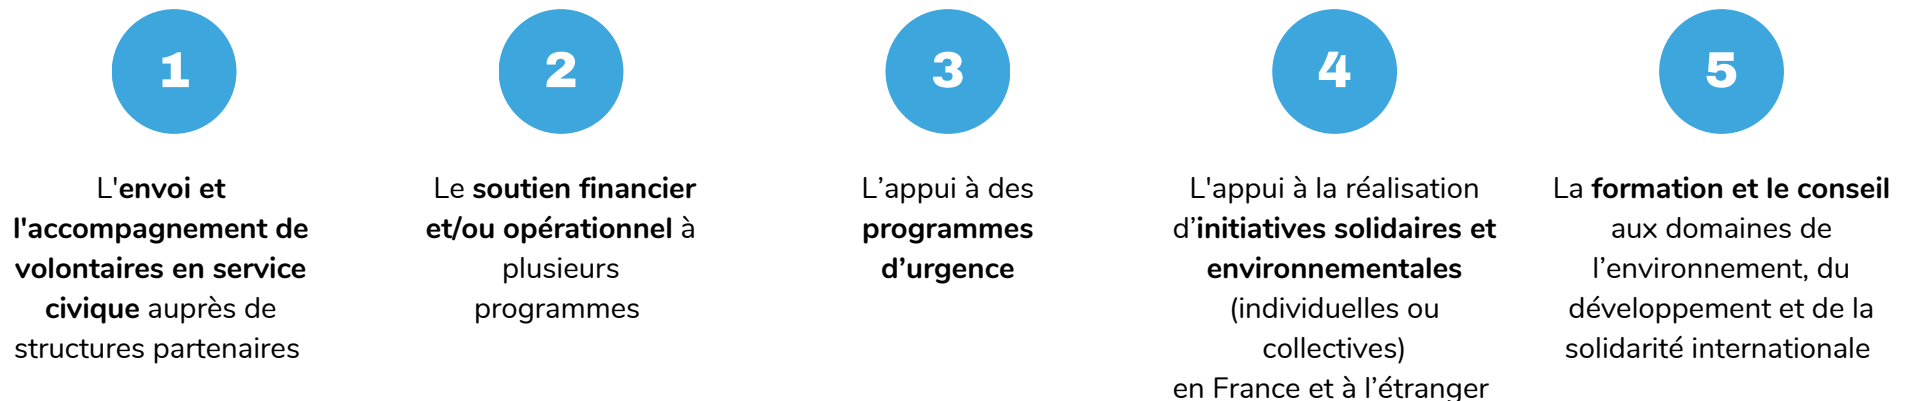 1
L'envoi et
l'accompagnement de
volontaires en service
civique auprès de
structures partenaires
2
Le soutien financier
et/ou opérationnel à
plusieurs
programmes
3
L’appui à des
programmes
d’urgence
4
L'appui à la réalisation
d’initiatives solidaires et
environnementales
(individuelles ou
collectives)
en France et à l’étranger
5
La formation et le conseil
aux domaines de
l’environnement, du
développement et de la
solidarité internationale